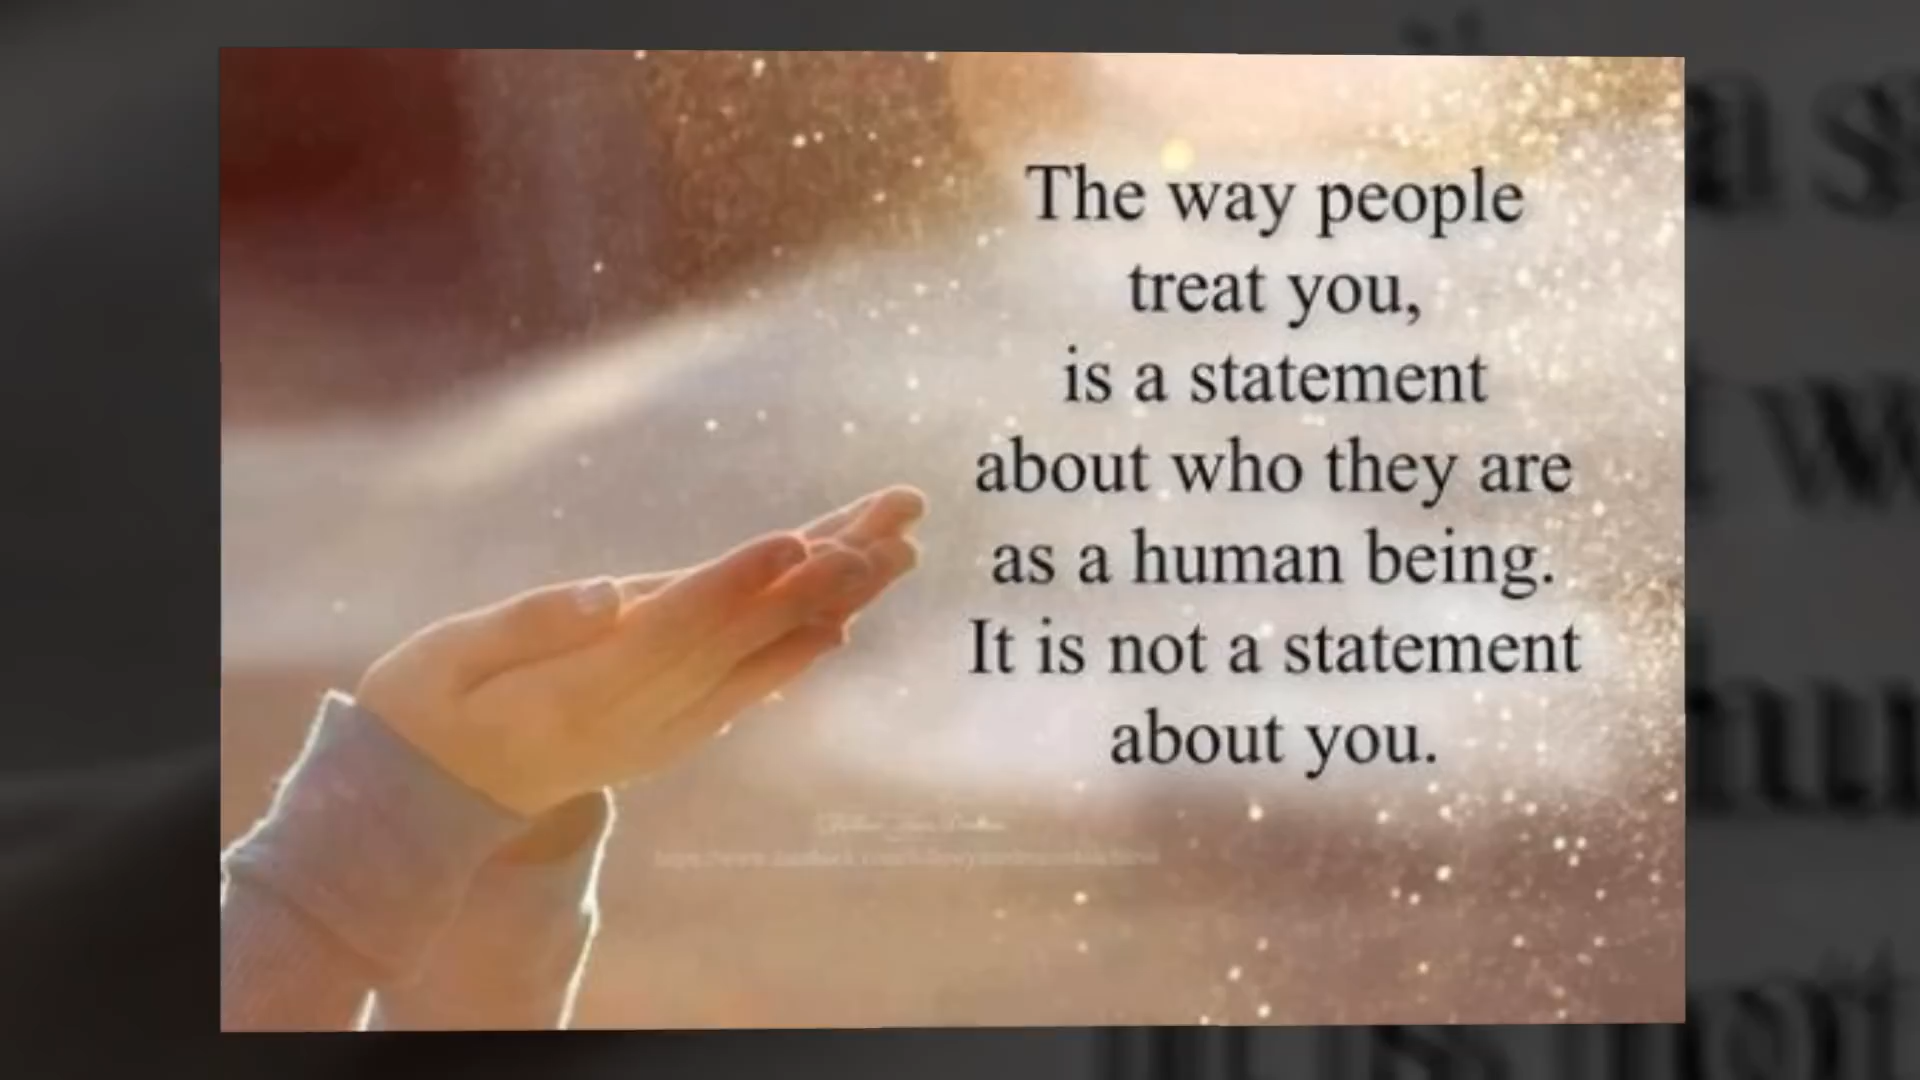 The way people
treat you,
is a statement
about who they are
as a human being.
It is not a statement
about you.